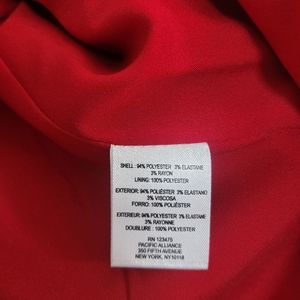 SHELL: 94% POLYESTER 3% ELASTANE
3% RAYON
LINING: 100% POLYESTER
EXTERIOR: 94% POLIÉSTER 3% ELASTANO
3% VISCOSA
FORRO: 100% POLIÉSTER
EXTERIEUR: 94% POLYESTER 3% ELASTANE
3% RAYONNE
DOUBLURE : 100% POLYESTER
RN 123475
PACIFIC ALLIANCE
350 FIFTH AVENUE
NEW YORK, NY10118